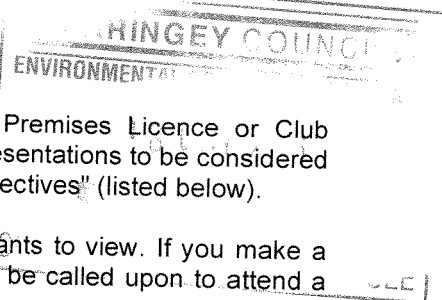 RINGEY COUNCI
ENVIRONMENTAL
Premises Licence or Club
esentations to be considered
ectives" (listed below).
ants to view. If you make a
be called upon to attend a